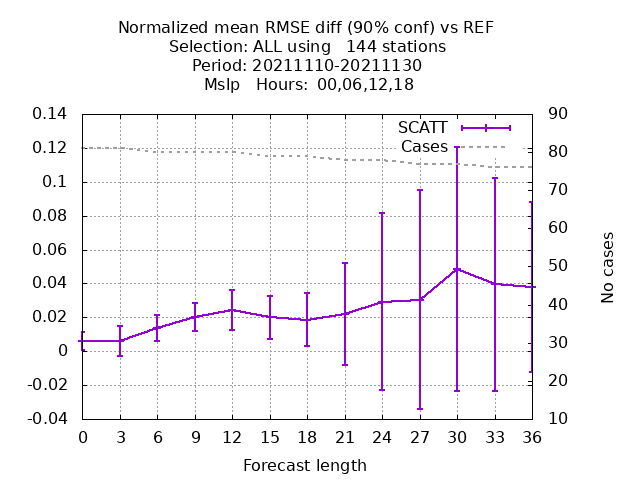 Normalized mean RMSE diff (90% conf) vs REF
Selection: ALL using   144 stations
Period: 20211110-20211130
Mslp   Hours:  00,06,12,18
SCATT
Cases
0.14
0.12
0.1
0.08
0.06
0.04
0.02
0
-0.02
-0.04
90
80
70
60
50
40
30
20
10
No cases
0 3 6 9 12 15 18 21 24 27 30 33 36
Forecast length